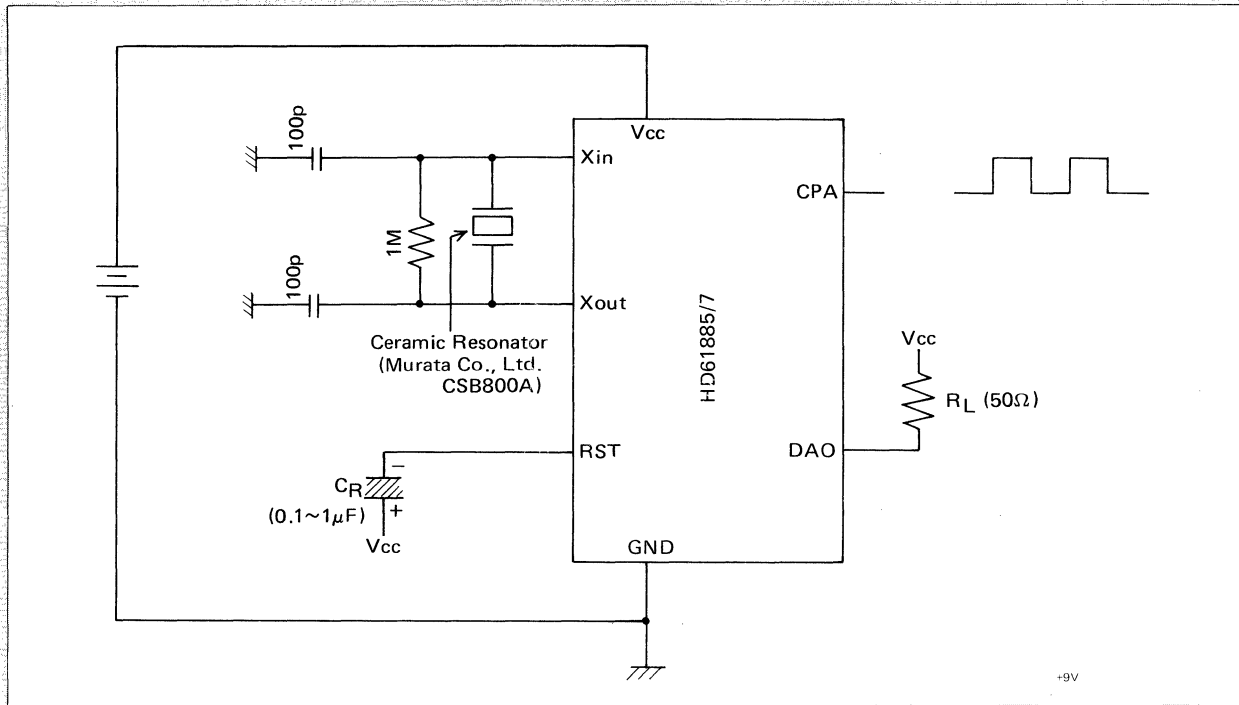 Vcc
100p
Xin
CPA
1M
100p
Xout
Ceramic Resonator
(Murata Co., Ltd.
CSB800A)
HD61885/7
Vcc
RL (50Ω)
RST
DAO
−
CR
(0.1~1μF)
+
Vcc
GND
+9V